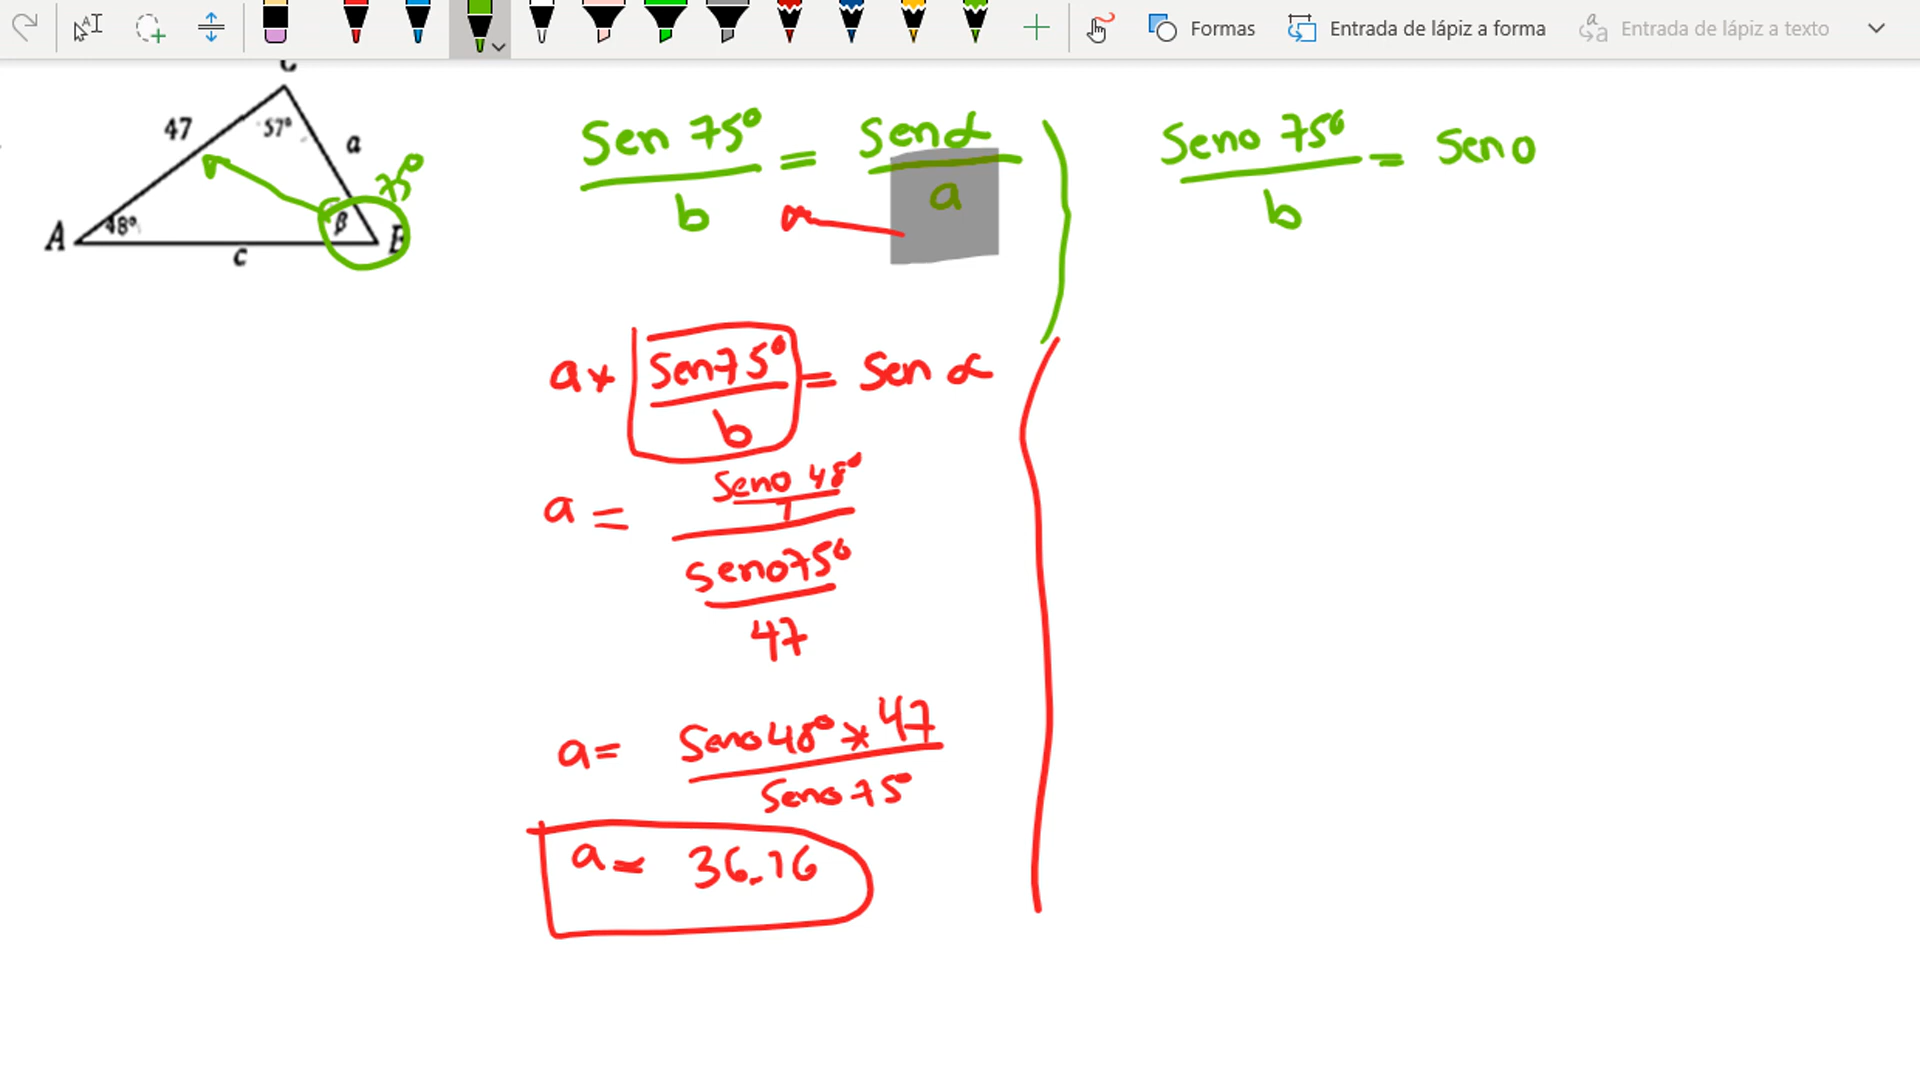 Formas
Entrada de lápiz a forma
Entrada de lápiz a texto
47
57°
a
75°
A
48°
β
B
c
Sen 75° = Sen α
b a
Seno 75° = Seno
b
a * Sen 75° = Sen α
b
a = Seno 48°
1
Seno 75°
47
a = Seno 48° * 47
Seno 75°
a = 36.16